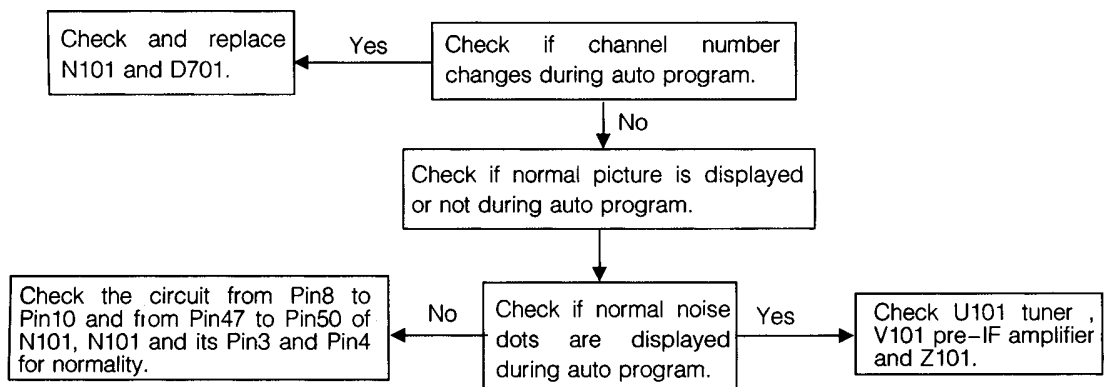 Check and replace
N101 and D701.
Yes
Check if channel number
changes during auto program.
No
Check if normal picture is displayed
or not during auto program.
Check the circuit from Pin8 to
Pin10 and from Pin47 to Pin50 of
N101, N101 and its Pin3 and Pin4
for normality.
No
Check if normal noise
dots are displayed
during auto program.
Yes
Check U101 tuner ,
V101 pre-IF amplifier
and Z101.